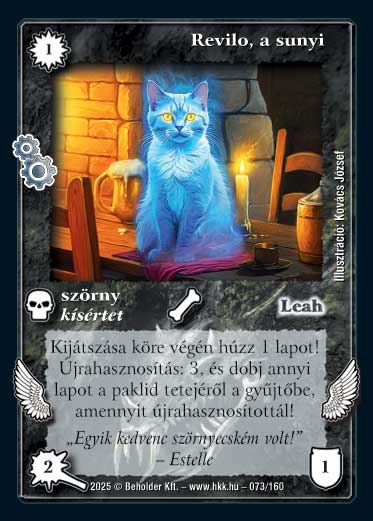 1
Revilo, a sunyi
Illusztráció: Kovács József
szörny
kísértet
Leah
Kijátszása köre végén húzz 1 lapot!
Újrahasznosítás: 3, és dobj annyi
lapot a paklid tetejéről a gyűjtőbe,
amennyit újrahasznosítottál!
„Egyik kedvenc szörnyecském volt!”
– Estelle
2
1
2025 © Beholder Kft. – www.hkk.hu – 073/160